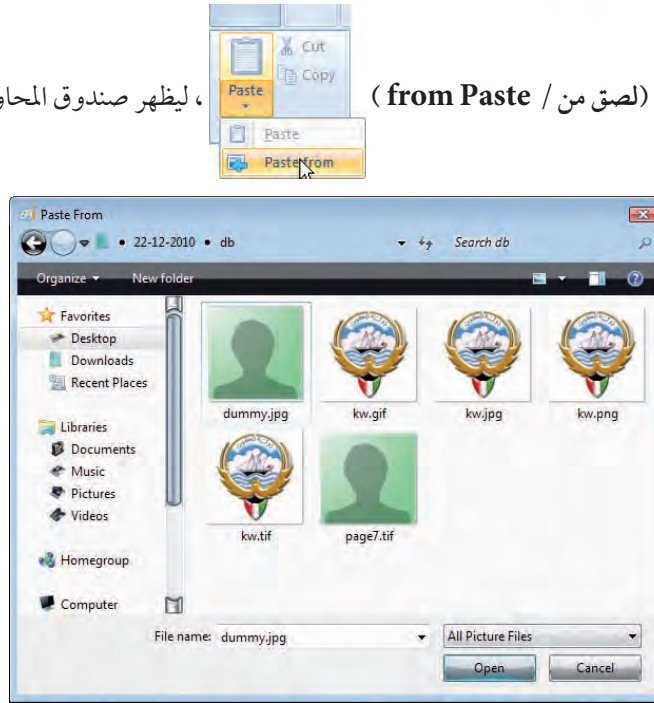 Cut
Copy
Paste
(لصق من / from Paste ) ، ليظهر صندوق
Paste
Paste from
Paste From
22-12-2010 • db
Search db
Organize
New folder
Favorites
Desktop
Downloads
Recent Places
Libraries
Documents
Music
Pictures
Videos
Homegroup
Computer
dummy.jpg
kw.gif
kw.jpg
kw.png
kw.tif
page7.tif
File name: dummy.jpg
All Picture Files
Open
Cancel